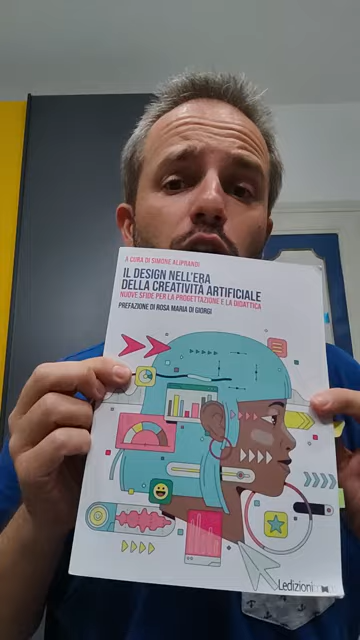 A CURA DI SIMONE ALIPRANDI
IL DESIGN NELL'ERA
DELLA CREATIVITÀ ARTIFICIALE
NUOVE SFIDE PER LA PROGETTAZIONE E LA DIDATTICA
PREFAZIONE DI ROSA MARIA DI GIORGI
Ledizioni